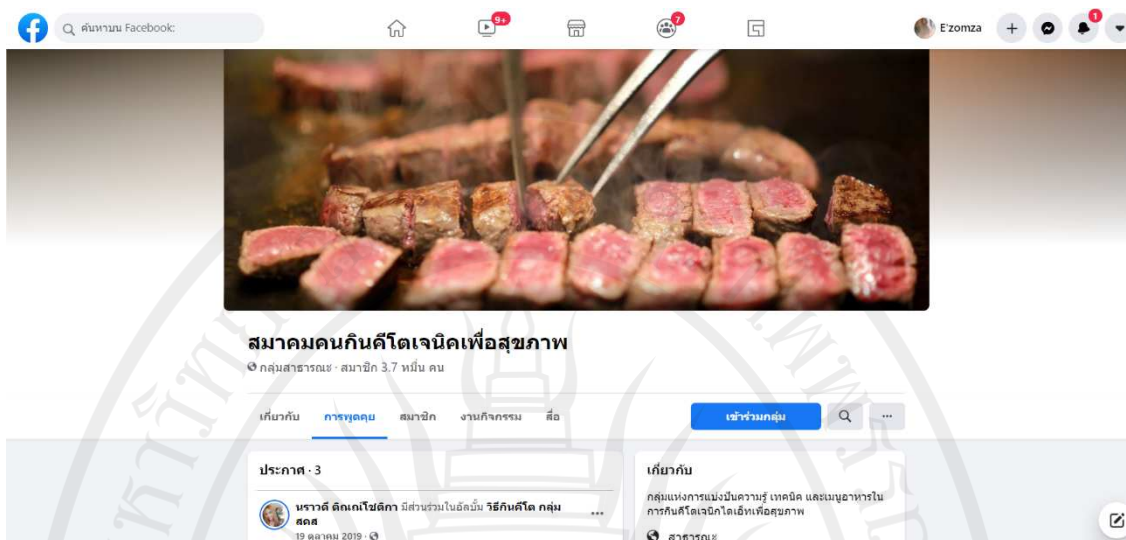 ค้นหาบน Facebook:
9+
7
E'zomza
1
สมาคมคนกินคีโตเจนิคเพื่อสุขภาพ
กลุ่มสาธารณะ · สมาชิก 3.7 หมื่น คน
เกี่ยวกับ การพูดคุย สมาชิก งานกิจกรรม สื่อ
เข้าร่วมกลุ่ม
ประกาศ · 3
มีส่วนร่วมในอัลบั้ม วิธีกินคีโต กลุ่ม
19 ตุลาคม 2019 ·
เกี่ยวกับ
กลุ่มแห่งการแบ่งปันความรู้ เทคนิค และเมนูอาหารใน
การกินคีโตเจนิกไดเอ็ทเพื่อสุขภาพ
สาธารณะ